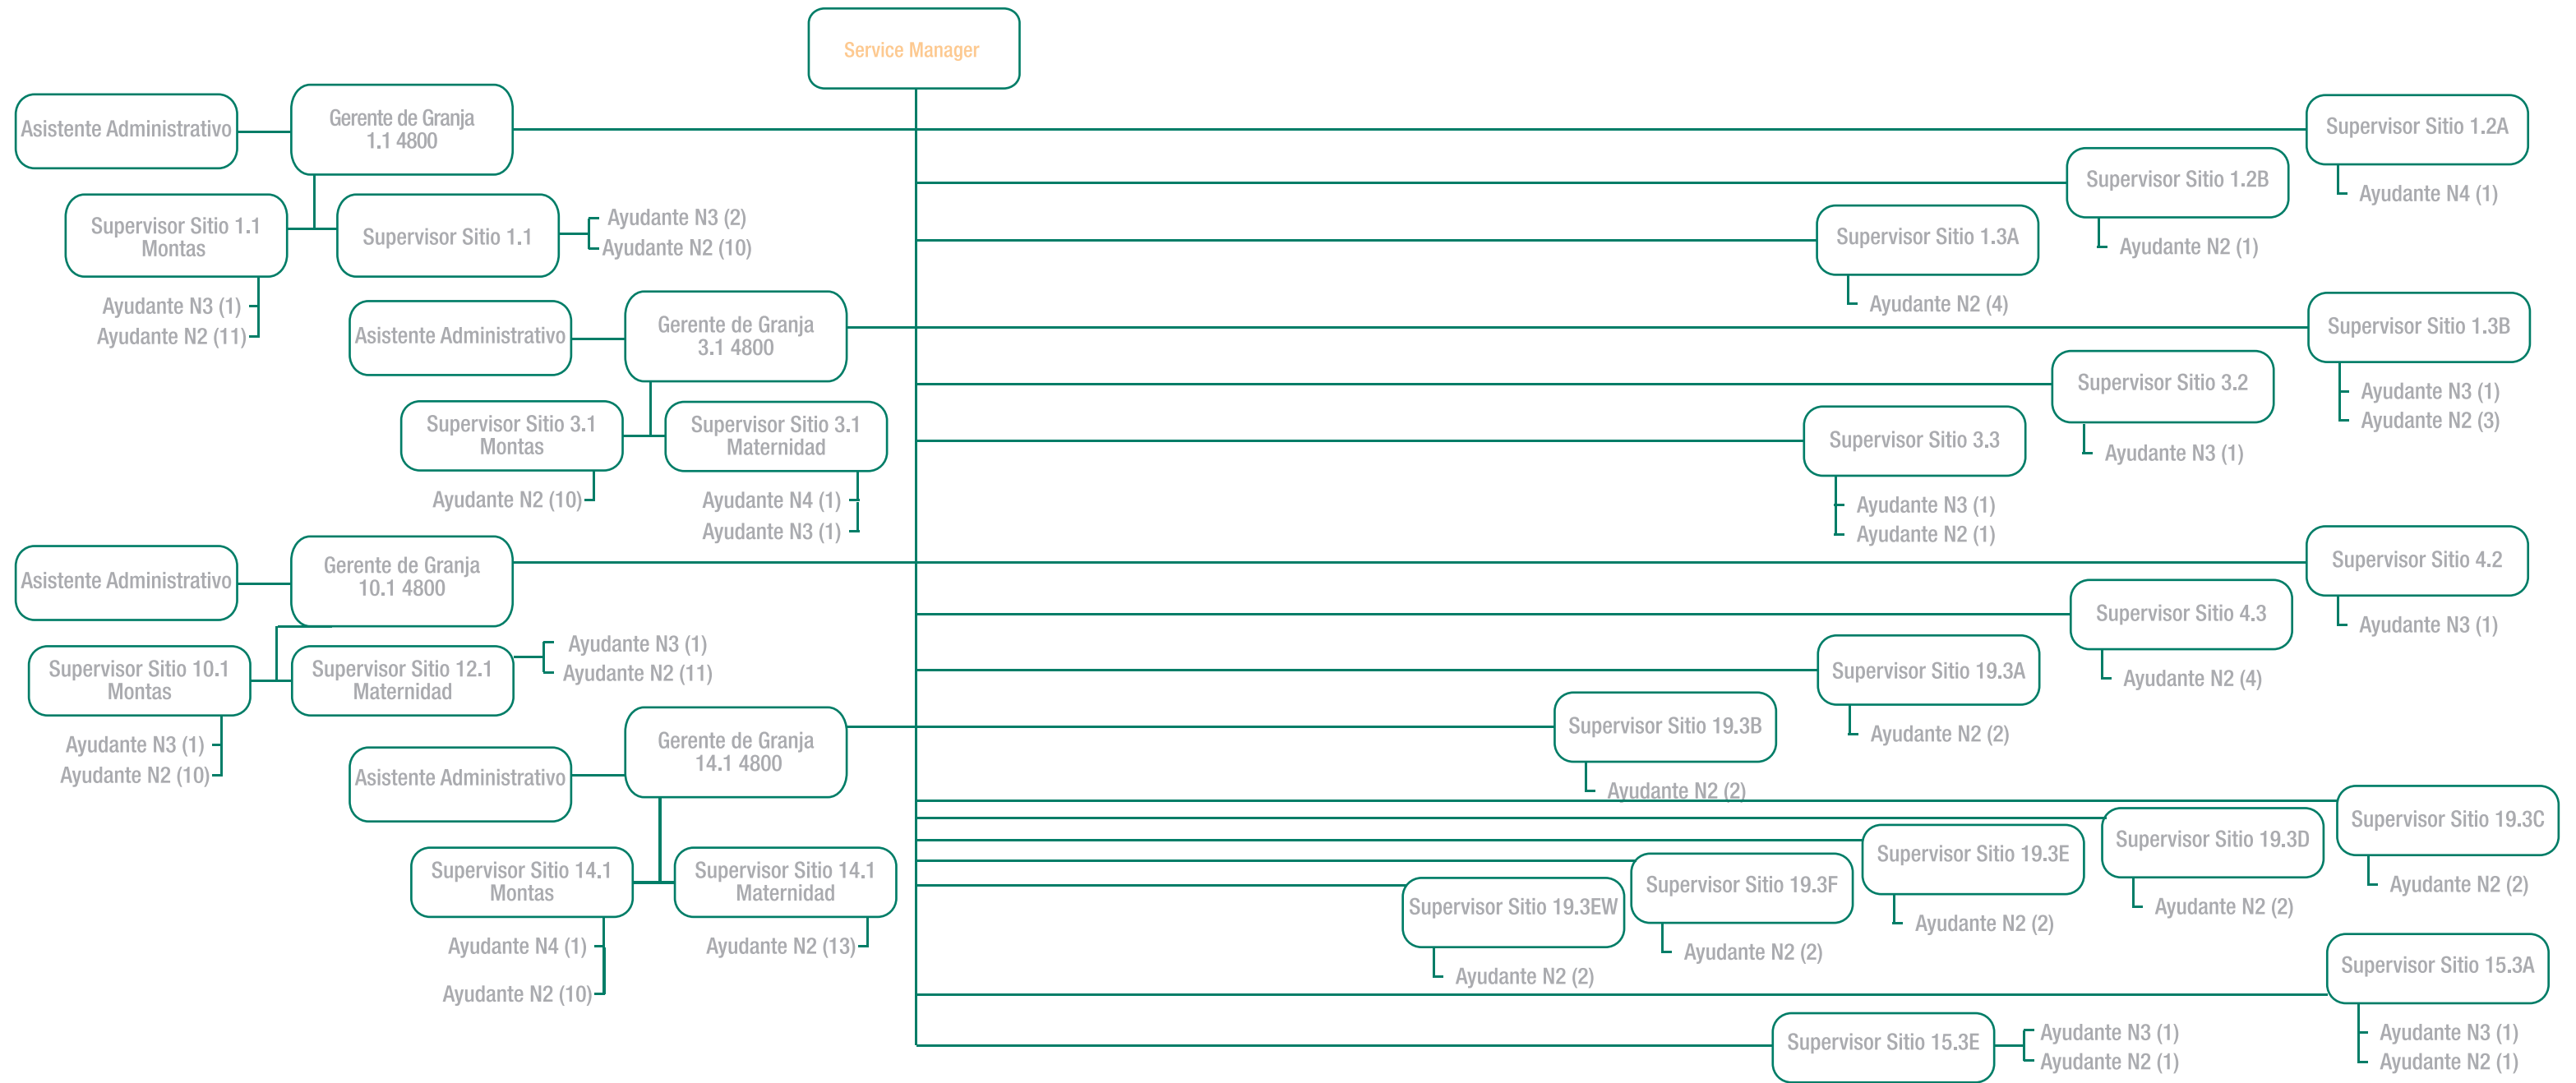 Service Manager
Asistente Administrativo
Gerente de Granja
1.1 4800
Supervisor Sitio 1.1
Montas
Ayudante N3 (1)
Ayudante N2 (11)
Supervisor Sitio 1.1
Ayudante N3 (2)
Ayudante N2 (10)
Asistente Administrativo
Gerente de Granja
3.1 4800
Supervisor Sitio 3.1
Montas
Ayudante N2 (10)
Supervisor Sitio 3.1
Maternidad
Ayudante N4 (1)
Ayudante N3 (1)
Asistente Administrativo
Gerente de Granja
10.1 4800
Supervisor Sitio 10.1
Montas
Ayudante N3 (1)
Ayudante N2 (10)
Supervisor Sitio 12.1
Maternidad
Ayudante N3 (1)
Ayudante N2 (11)
Asistente Administrativo
Gerente de Granja
14.1 4800
Supervisor Sitio 14.1
Montas
Ayudante N4 (1)
Ayudante N2 (10)
Supervisor Sitio 14.1
Maternidad
Ayudante N2 (13)
Supervisor Sitio 1.2A
Ayudante N4 (1)
Supervisor Sitio 1.2B
Ayudante N2 (1)
Supervisor Sitio 1.3A
Ayudante N2 (4)
Supervisor Sitio 1.3B
Ayudante N3 (1)
Ayudante N2 (3)
Supervisor Sitio 3.2
Ayudante N3 (1)
Supervisor Sitio 3.3
Ayudante N3 (1)
Ayudante N2 (1)
Supervisor Sitio 4.2
Ayudante N3 (1)
Supervisor Sitio 4.3
Ayudante N2 (4)
Supervisor Sitio 19.3A
Ayudante N2 (2)
Supervisor Sitio 19.3B
Ayudante N2 (2)
Supervisor Sitio 19.3C
Ayudante N2 (2)
Supervisor Sitio 19.3D
Ayudante N2 (2)
Supervisor Sitio 19.3E
Ayudante N2 (2)
Supervisor Sitio 19.3F
Ayudante N2 (2)
Supervisor Sitio 19.3EW
Ayudante N2 (2)
Supervisor Sitio 15.3A
Ayudante N3 (1)
Ayudante N2 (1)
Supervisor Sitio 15.3E
Ayudante N3 (1)
Ayudante N2 (1)